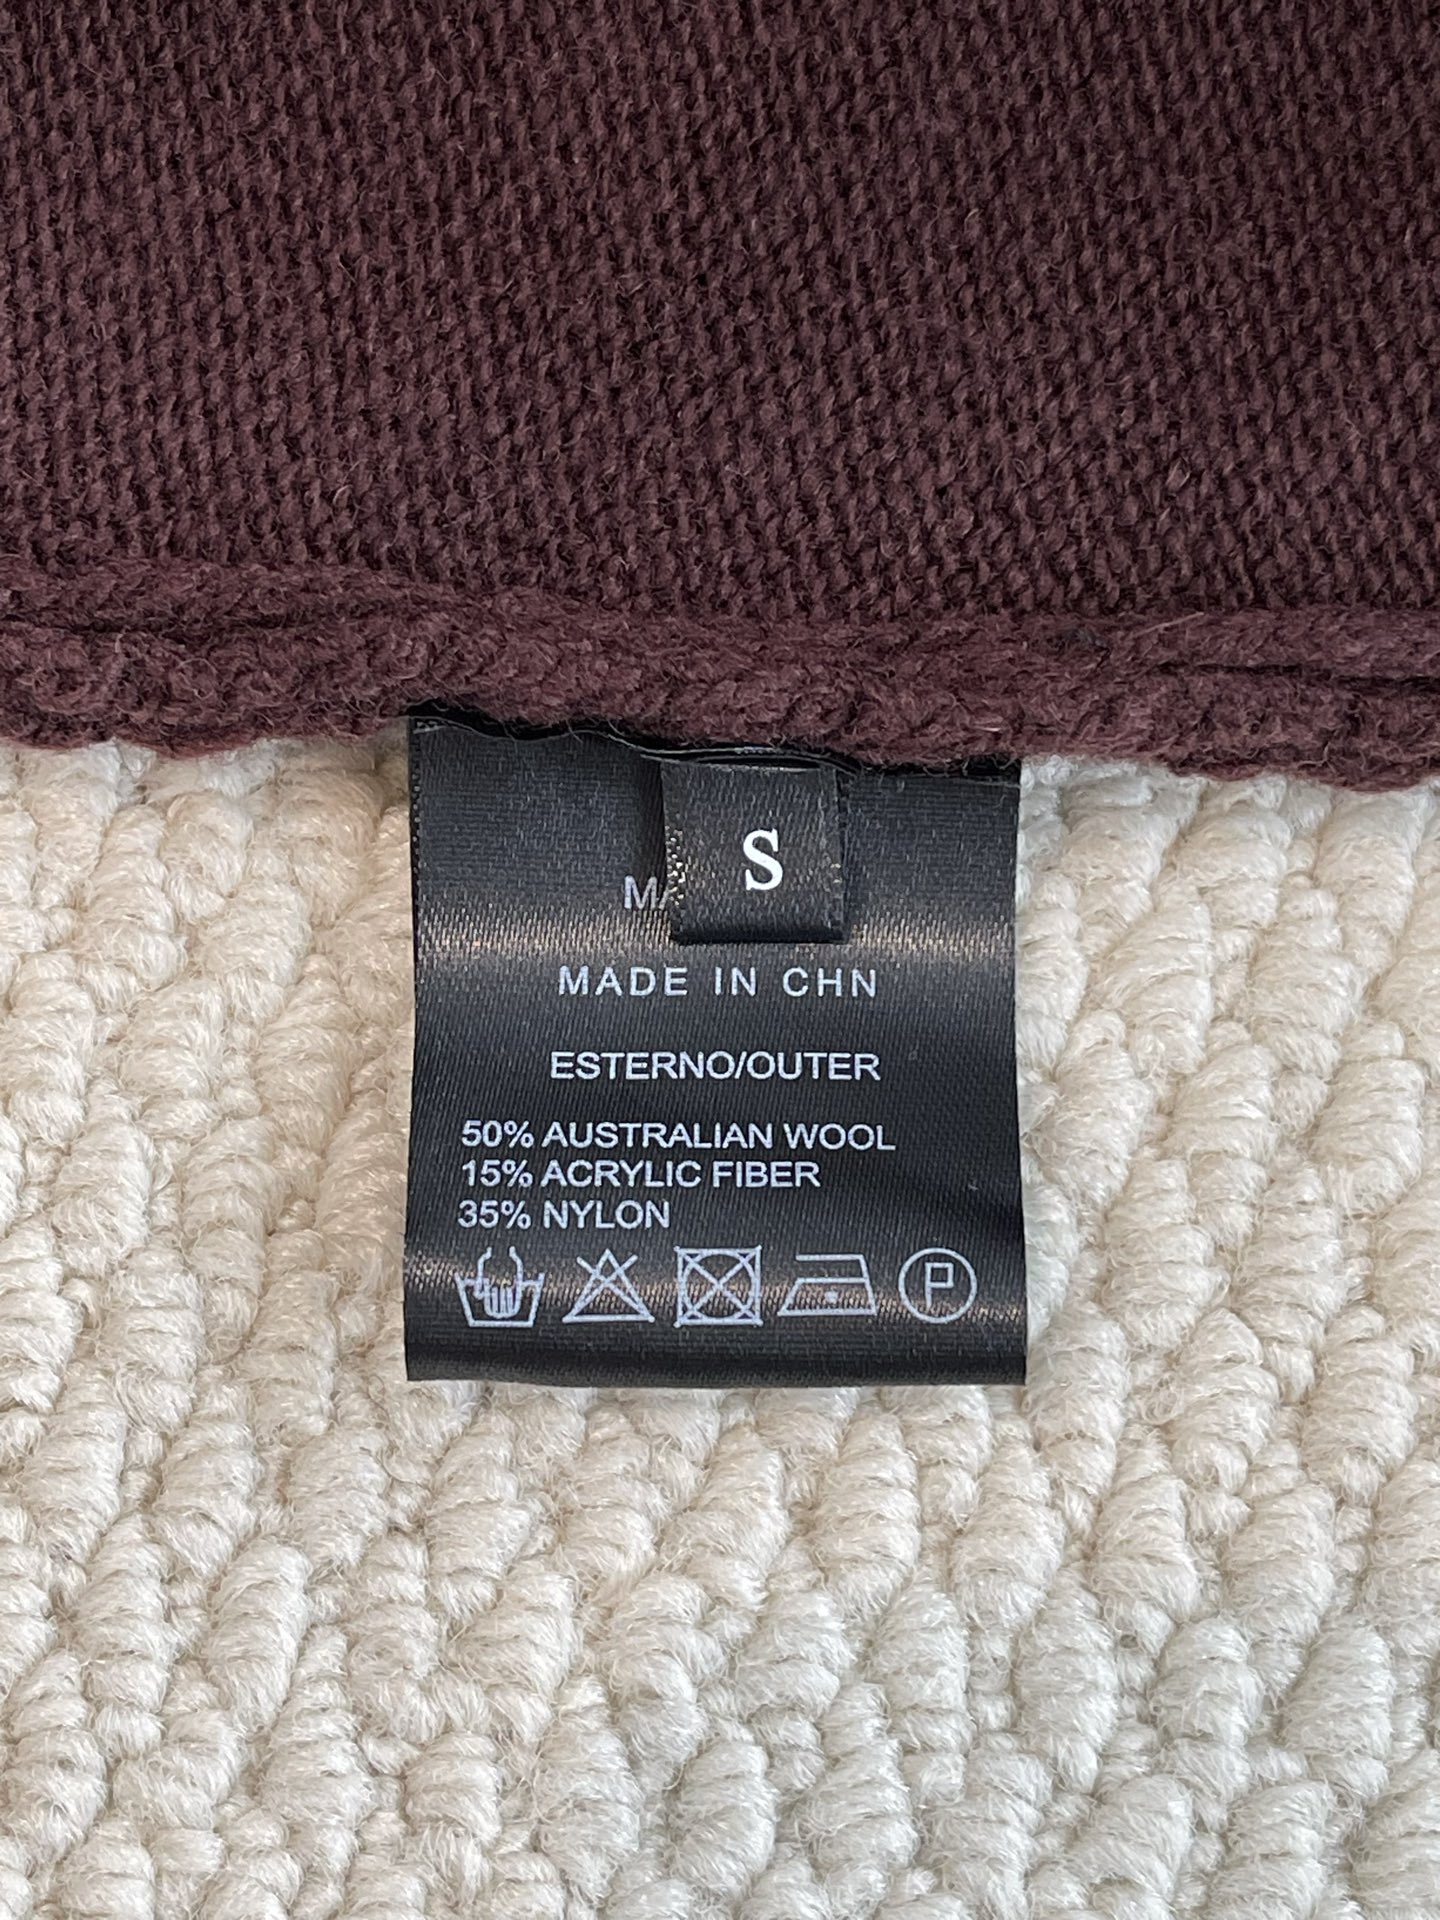 S
MADE IN CHN
ESTERNO/OUTER
50% AUSTRALIAN WOOL
15% ACRYLIC FIBER
35% NYLON
P